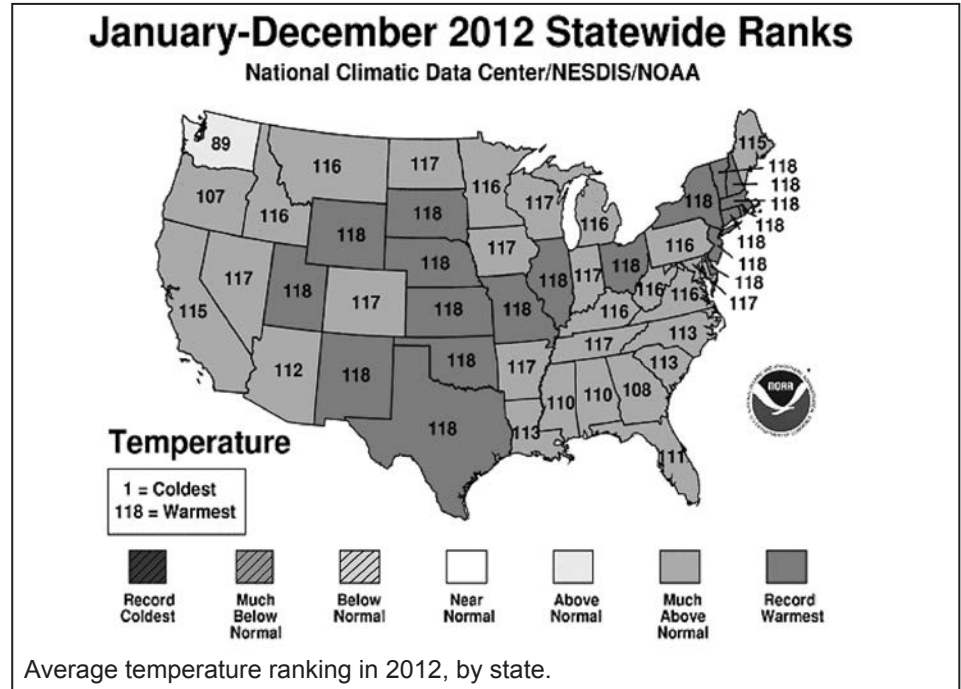 January-December 2012 Statewide Ranks
National Climatic Data Center/NESDIS/NOAA
89
116
117
116
115
107
116
118
118
117
116
118
118
118
118
118
118
118
118
117
115
117
118
117
118
117
118
118
117
118
116
116
116
116
112
118
118
117
117
113
113
110
110
108
118
113
111
NOAA
Temperature
1 = Coldest
118 = Warmest
Record
Coldest
Much
Below
Normal
Below
Normal
Near
Normal
Above
Normal
Much
Above
Normal
Record
Warmest
Average temperature ranking in 2012, by state.